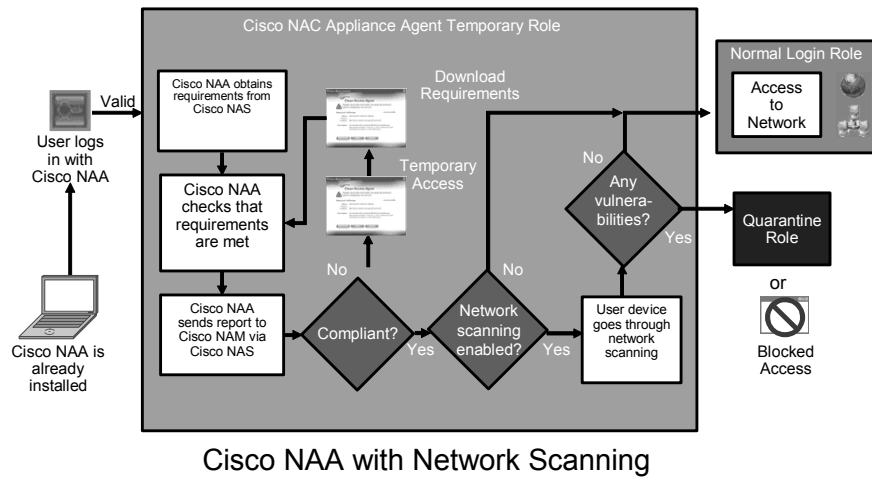 Cisco NAC Appliance Agent Temporary Role
Valid
User logs
in with
Cisco NAA
Cisco NAA is
already
installed
Cisco NAA obtains
requirements from
Cisco NAS
Cisco NAA
checks that
requirements
are met
Cisco NAA
sends report to
Cisco NAM via
Cisco NAS
Download
Requirements
Temporary
Access
No
Compliant?
Yes
No
Network
scanning
enabled?
Yes
User device
goes through
network
scanning
No
Any
vulnera-
bilities?
Yes
Normal Login Role
Access
to
Network
Quarantine
Role
or
Blocked
Access
Cisco NAA with Network Scanning